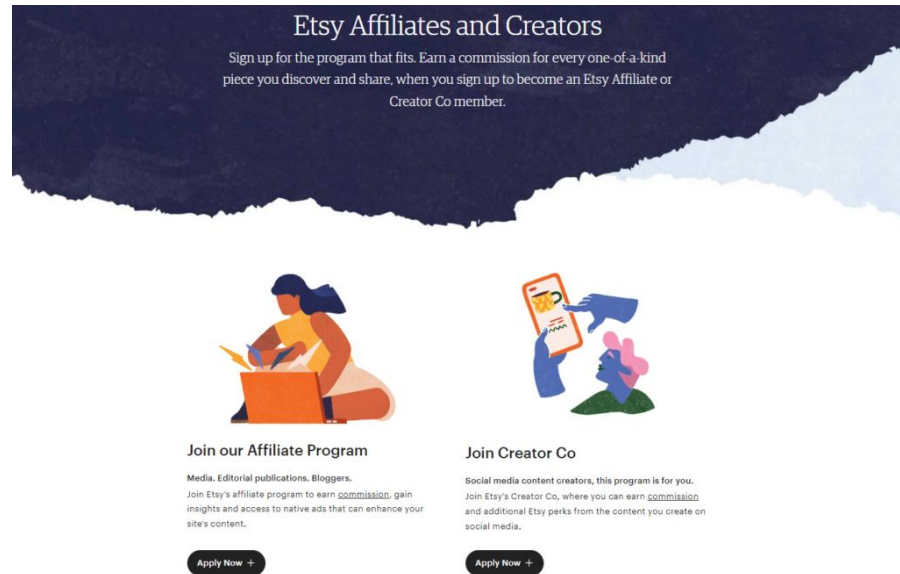 Etsy Affiliates and Creators
Sign up for the program that fits. Earn a commission for every one-of-a-kind
piece you discover and share, when you sign up to become an Etsy Affiliate or
Creator Co member.
Join our Affiliate Program
Media. Editorial publications. Bloggers.
Join Etsy's affiliate program to earn commission, gain
insights and access to native ads that can enhance your
site's content.
Apply Now +
Join Creator Co
Social media content creators, this program is for you.
Join Etsy's Creator Co, where you can earn commission
and additional Etsy perks from the content you create on
social media.
Apply Now +